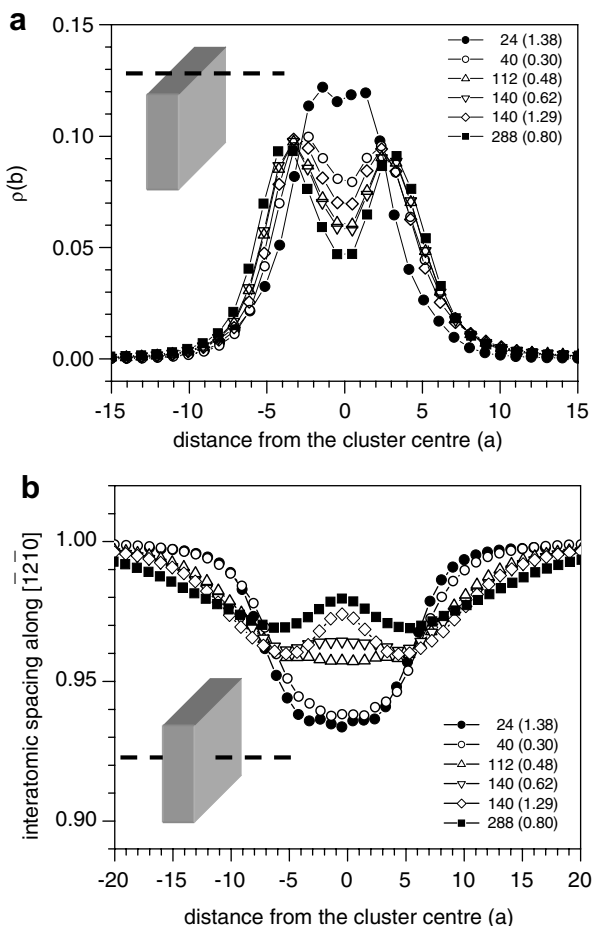 a
0.15
0.10
0.05
0.00
ρ(b)
24 (1.38)
40 (0.30)
112 (0.48)
140 (0.62)
140 (1.29)
288 (0.80)
-15 -10 -5 0 5 10 15
distance from the cluster centre (a)
b
1.00
0.95
0.90
interatomic spacing along [1̄21̄0]
24 (1.38)
40 (0.30)
112 (0.48)
140 (0.62)
140 (1.29)
288 (0.80)
-20 -15 -10 -5 0 5 10 15 20
distance from the cluster centre (a)